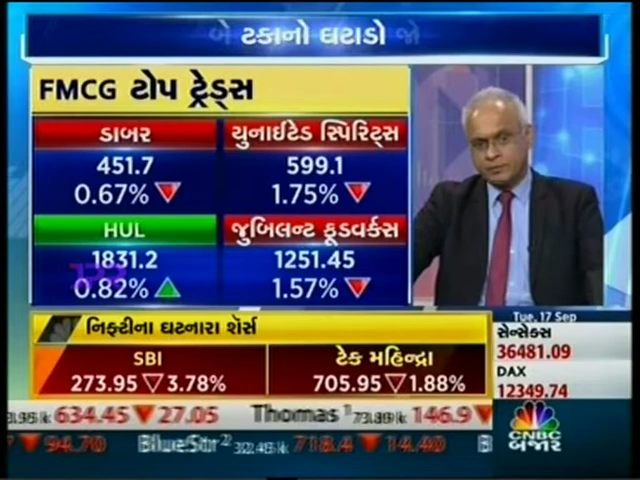 બે ટકાનો ઘટાડો જો
FMCG ટોપ ટ્રેડ્સ
ડાબર
451.7
0.67%
યુનાઈટેડ સ્પિરિટ્સ
599.1
1.75%
HUL
1831.2
0.82%
જુબિલન્ટ ફૂડવર્ક્સ
1251.45
1.57%
નિફ્ટીના ઘટનારા શેર્સ
SBI
273.95 3.78%
ટેક મહિન્દ્રા
705.95 1.88%
Tue, 17 Sep
સેન્સેક્સ
36481.09
DAX
12349.74
634.45 27.05 Thomas 146.9
94.70 BlueStr 718.4 14.40 B
CNBC
બજાર